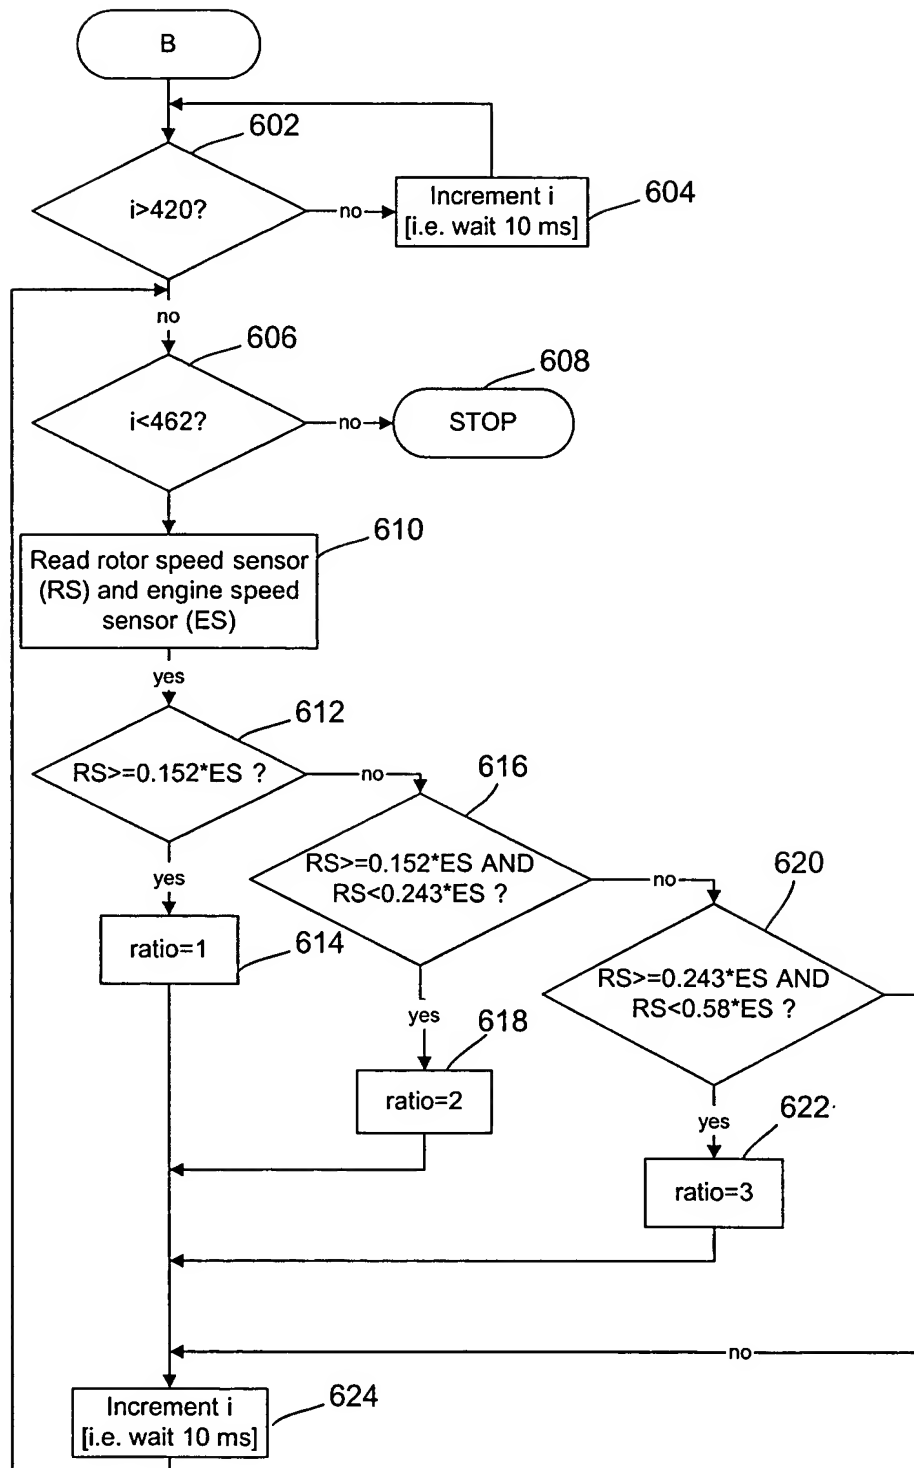 B
602
i>420?
no
Increment i
[i.e. wait 10 ms]
604
no
606
i<462?
no
608
STOP
610
Read rotor speed sensor
(RS) and engine speed
sensor (ES)
yes
612
RS>=0.152*ES ?
no
616
RS>=0.152*ES AND
RS<0.243*ES ?
no
620
RS>=0.243*ES AND
RS<0.58*ES ?
yes
ratio=1
614
yes
618
ratio=2
yes
622
ratio=3
no
Increment i
[i.e. wait 10 ms]
624